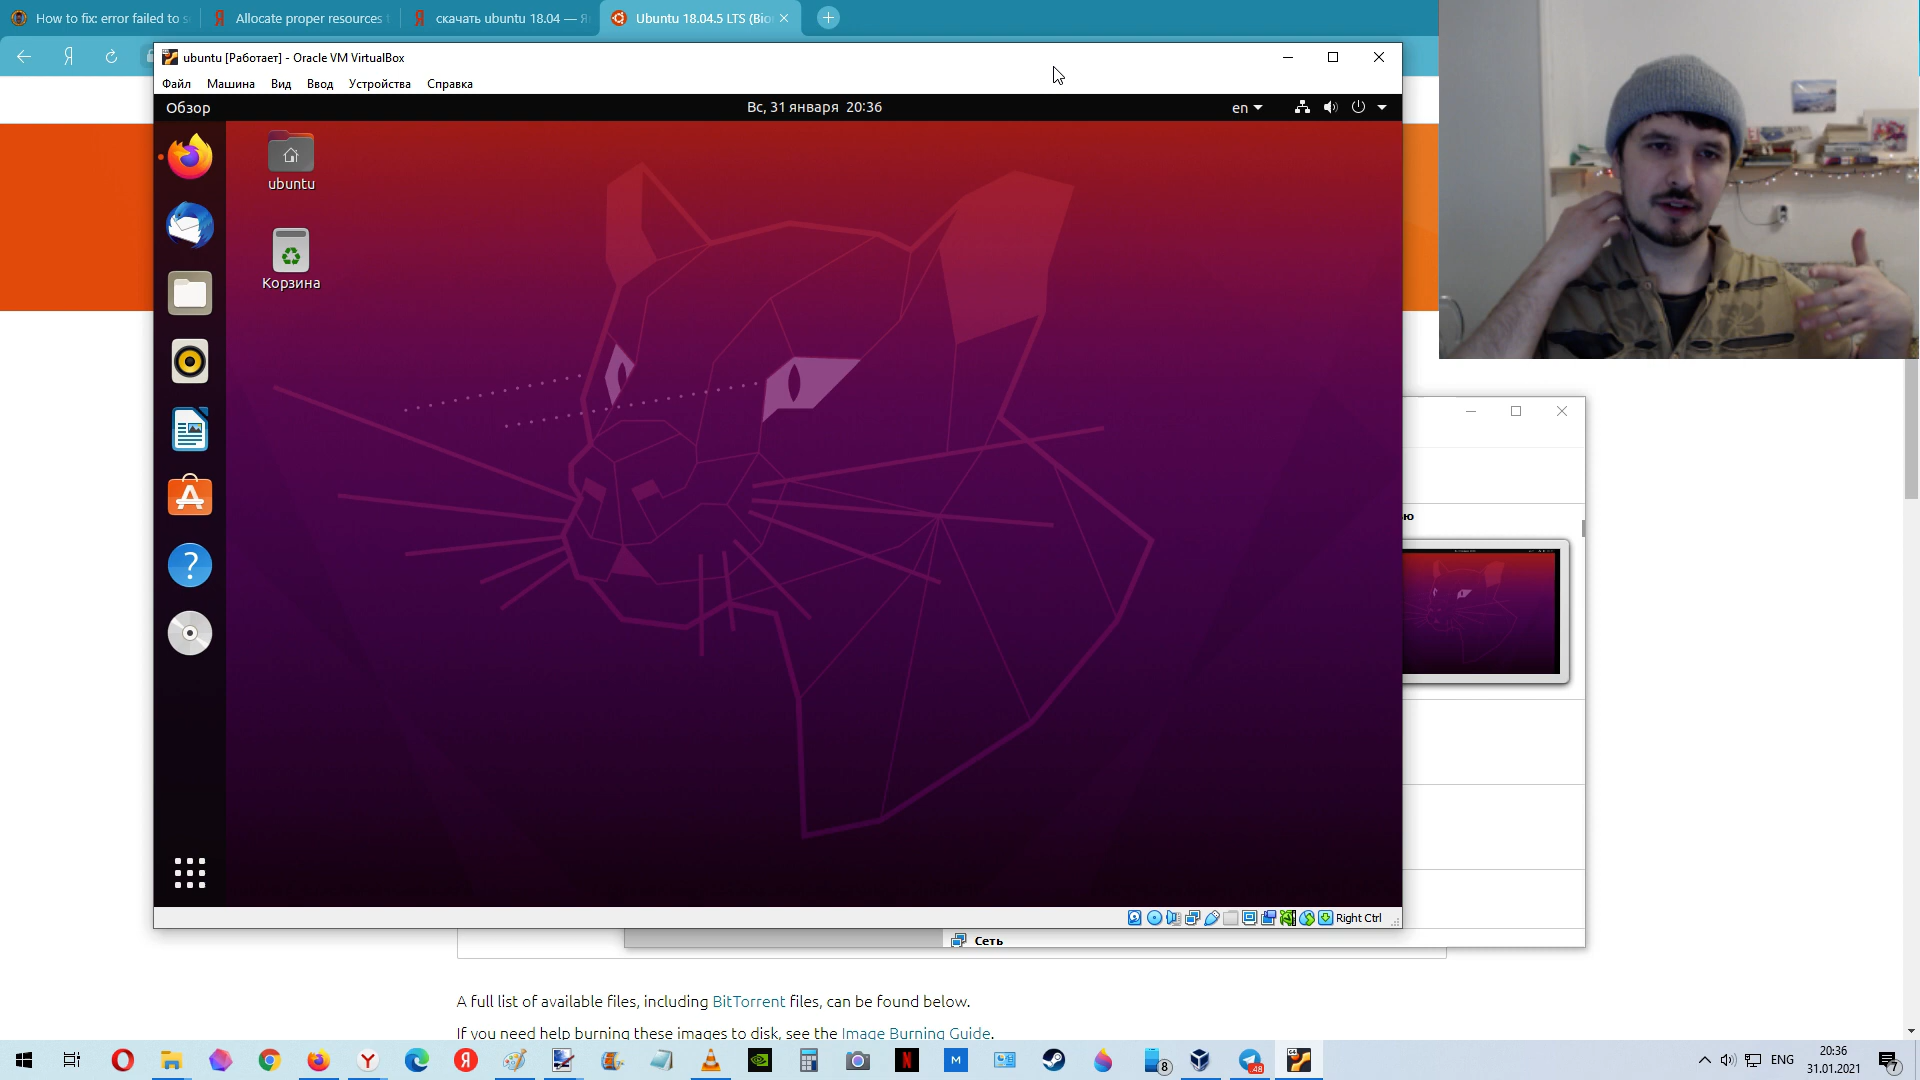 How to fix: error failed to s
Allocate proper resources
скачать ubuntu 18.04 — Я
Ubuntu 18.04.5 LTS (Bio
ubuntu [Работает] - Oracle VM VirtualBox
Файл Машина Вид Ввод Устройства Справка
Обзор
Вс, 31 января 20:36
en
ubuntu
Корзина
Right Ctrl
Сеть
A full list of available files, including BitTorrent files, can be found below.
If you need help burning these images to disk, see the Image Burning Guide.
8
48
ENG
20:36
31.01.2021
7